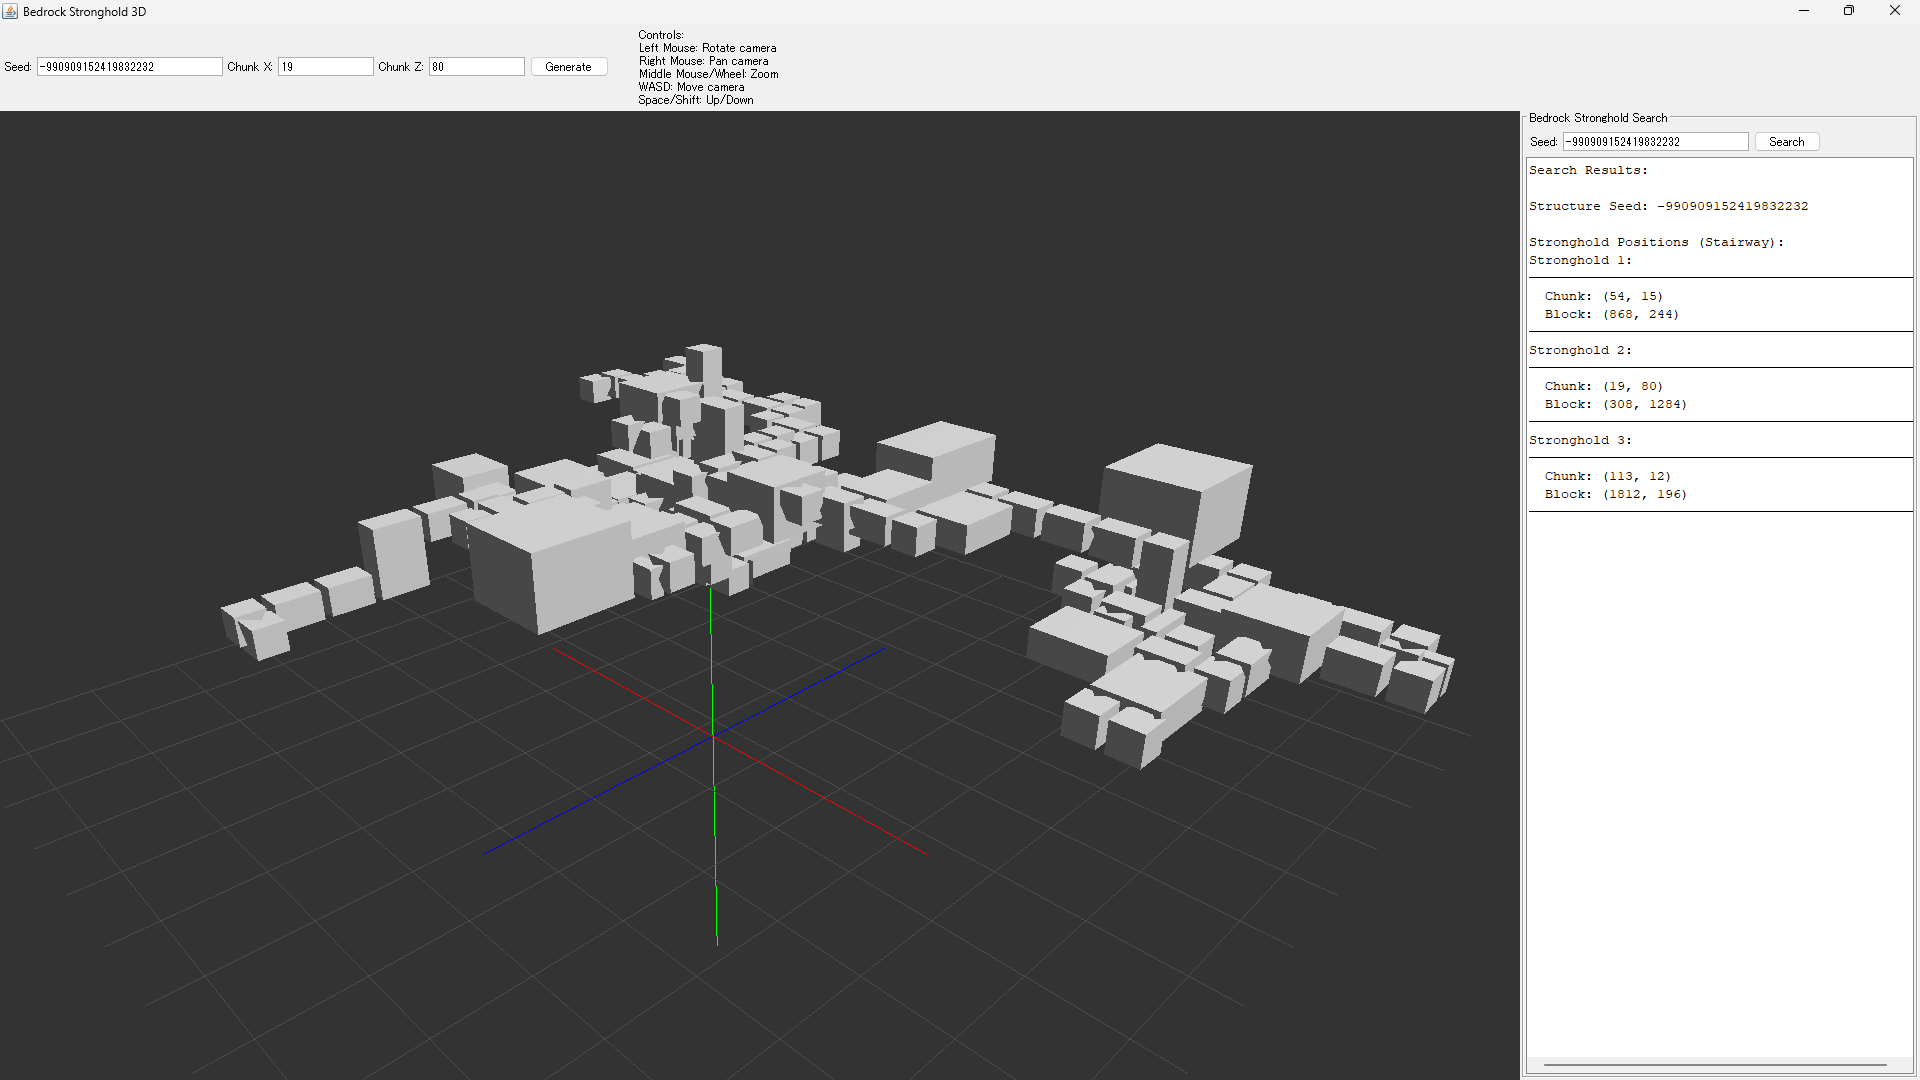 Bedrock Stronghold 3D
Controls:
Left Mouse: Rotate camera
Right Mouse: Pan camera
Middle Mouse/Wheel: Zoom
WASD: Move camera
Space/Shift: Up/Down
Seed: -990909152419832232 Chunk X: 19 Chunk Z: 80 Generate
Bedrock Stronghold Search
Seed: -990909152419832232 Search
Search Results:
Structure Seed: -990909152419832232
Stronghold Positions (Stairway):
Stronghold 1:
Chunk: (54, 15)
Block: (868, 244)
Stronghold 2:
Chunk: (19, 80)
Block: (308, 1284)
Stronghold 3:
Chunk: (113, 12)
Block: (1812, 196)